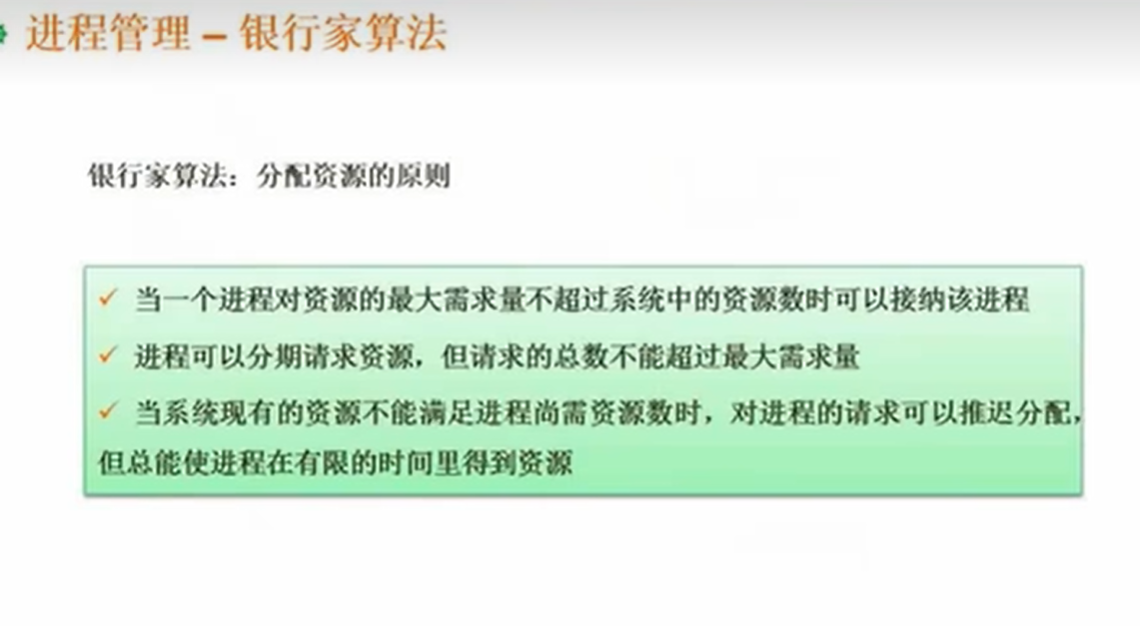 进程管理 – 银行家算法
银行家算法：分配资源的原则
✓ 当一个进程对资源的最大需求量不超过系统中的资源数时可以接纳该进程
✓ 进程可以分期请求资源，但请求的总数不能超过最大需求量
✓ 当系统现有的资源不能满足进程尚需资源数时，对进程的请求可以推迟分配，
但总能使进程在有限的时间里得到资源